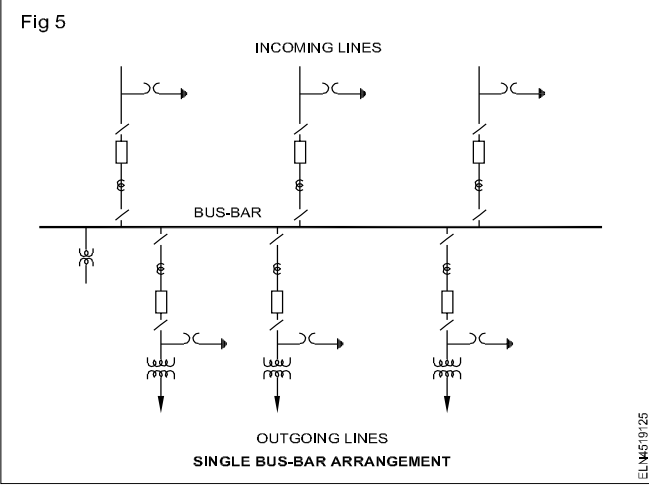 Fig 5
INCOMING LINES
BUS-BAR
OUTGOING LINES
SINGLE BUS-BAR ARRANGEMENT
ELN4519125